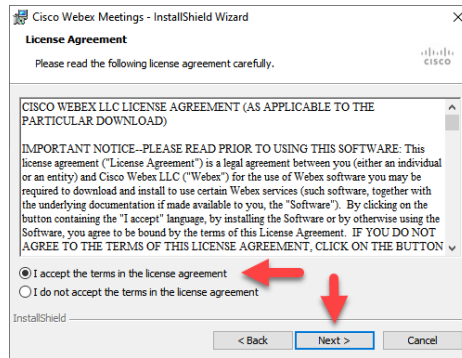 Cisco Webex Meetings - InstallShield Wizard
License Agreement
Please read the following license agreement carefully.
CISCO
CISCO WEBEX LLC LICENSE AGREEMENT (AS APPLICABLE TO THE
PARTICULAR DOWNLOAD)
IMPORTANT NOTICE--PLEASE READ PRIOR TO USING THIS SOFTWARE: This
license agreement ("License Agreement") is a legal agreement between you (either an individual
or an entity) and Cisco Webex LLC ("Webex") for the use of Webex software you may be
required to download and install to use certain Webex services (such software, together with
the underlying documentation if made available to you, the "Software"). By clicking on the
button containing the "I accept" language, by installing the Software or by otherwise using the
Software, you agree to be bound by the terms of this License Agreement. IF YOU DO NOT
AGREE TO THE TERMS OF THIS LICENSE AGREEMENT, CLICK ON THE BUTTON
I accept the terms in the license agreement
I do not accept the terms in the license agreement
InstallShield
< Back Next > Cancel